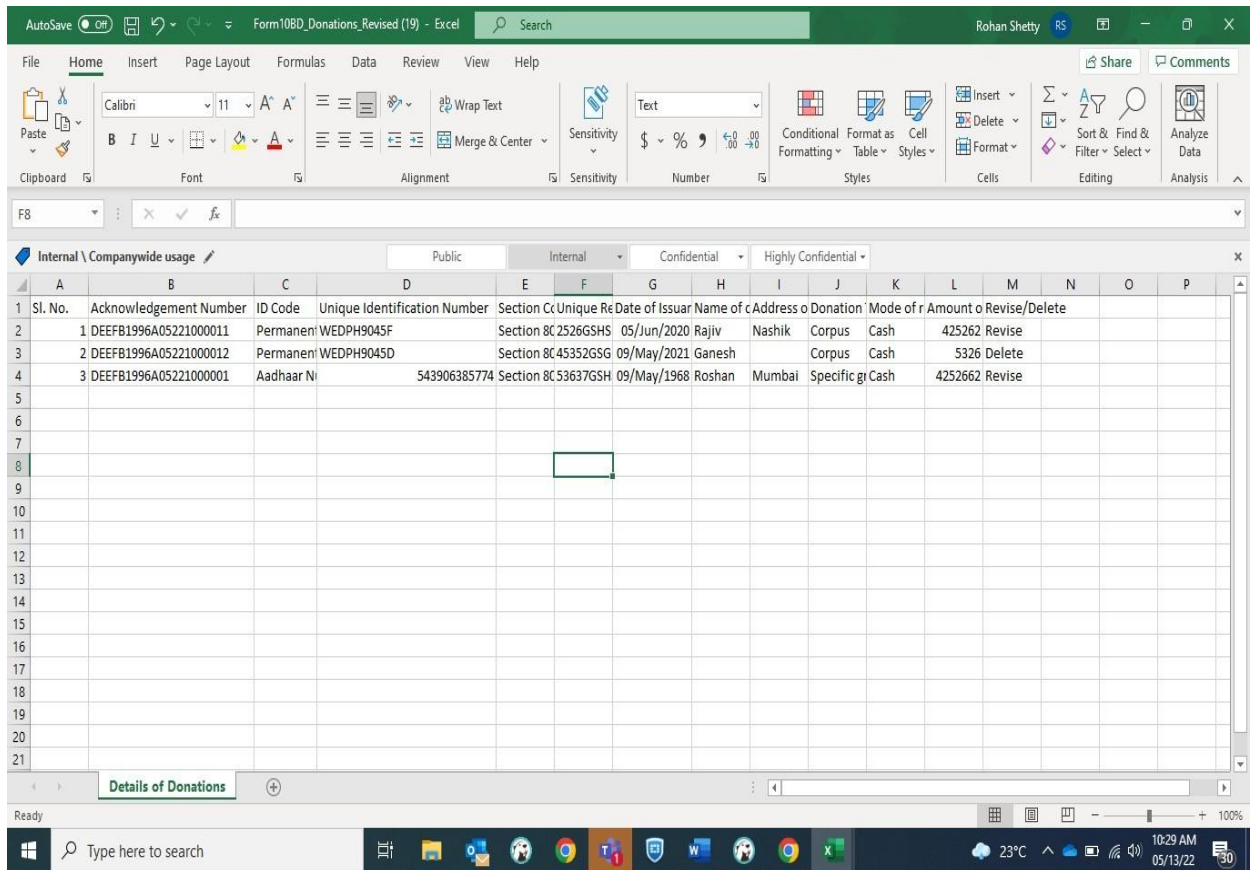 AutoSave Off Form10BD_Donations_Revised (19) - Excel Search Rohan Shetty RS
File Home Insert Page Layout Formulas Data Review View Help Share Comments
Paste Calibri 11 A^ A˅ Wrap Text Sensitivity Text Conditional Formatting Format as Table Cell Styles Insert Delete Format Sort & Filter Find & Select Analyze Data
B I U A Merge & Center $ % 9
Clipboard Font Alignment Sensitivity Number Styles Cells Editing Analysis
F8 fx
Internal \ Companywide usage Public Internal Confidential Highly Confidential
A B C D E F G H I J K L M N O P
1 Sl. No. Acknowledgement Number ID Code Unique Identification Number Section Co Unique Re Date of Issuar Name of d Address o Donation Mode of r Amount o Revise/Delete
2 1 DEEFB1996A05221000011 Permanent WEDPH9045F Section 80 2526GSHS 05/Jun/2020 Rajiv Nashik Corpus Cash 425262 Revise
3 2 DEEFB1996A05221000012 Permanent WEDPH9045D Section 80 45352GSG 09/May/2021 Ganesh Corpus Cash 5326 Delete
4 3 DEEFB1996A05221000001 Aadhaar Nu 543906385774 Section 80 53637GSH 09/May/1968 Roshan Mumbai Specific gr Cash 4252662 Revise
5
6
7
8
9
10
11
12
13
14
15
16
17
18
19
20
21
Details of Donations
Ready 100%
Type here to search 23°C 10:29 AM
05/13/22 30